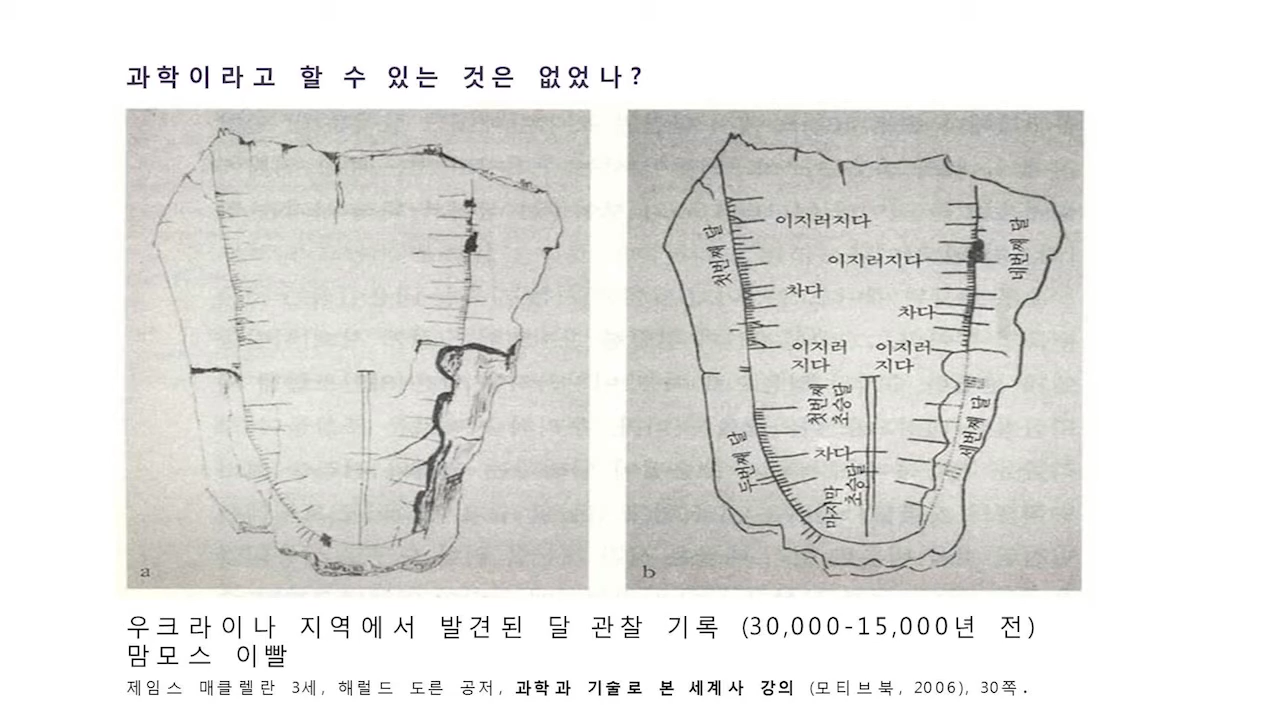 과학이라고 할 수 있는 것은 없었나?
첫번째 달
이지러지다
이지러지다
네번째 달
차다
차다
이지러
지다
이지러
지다
첫번째
초승달
세번째 달
두번째 달
차다
마지막
초승달
a
b
우크라이나 지역에서 발견된 달 관찰 기록 (30,000-15,000년 전)
맘모스 이빨
제임스 매클렐란 3세, 해럴드 도른 공저, 과학과 기술로 본 세계사 강의 (모티브북, 2006), 30쪽.